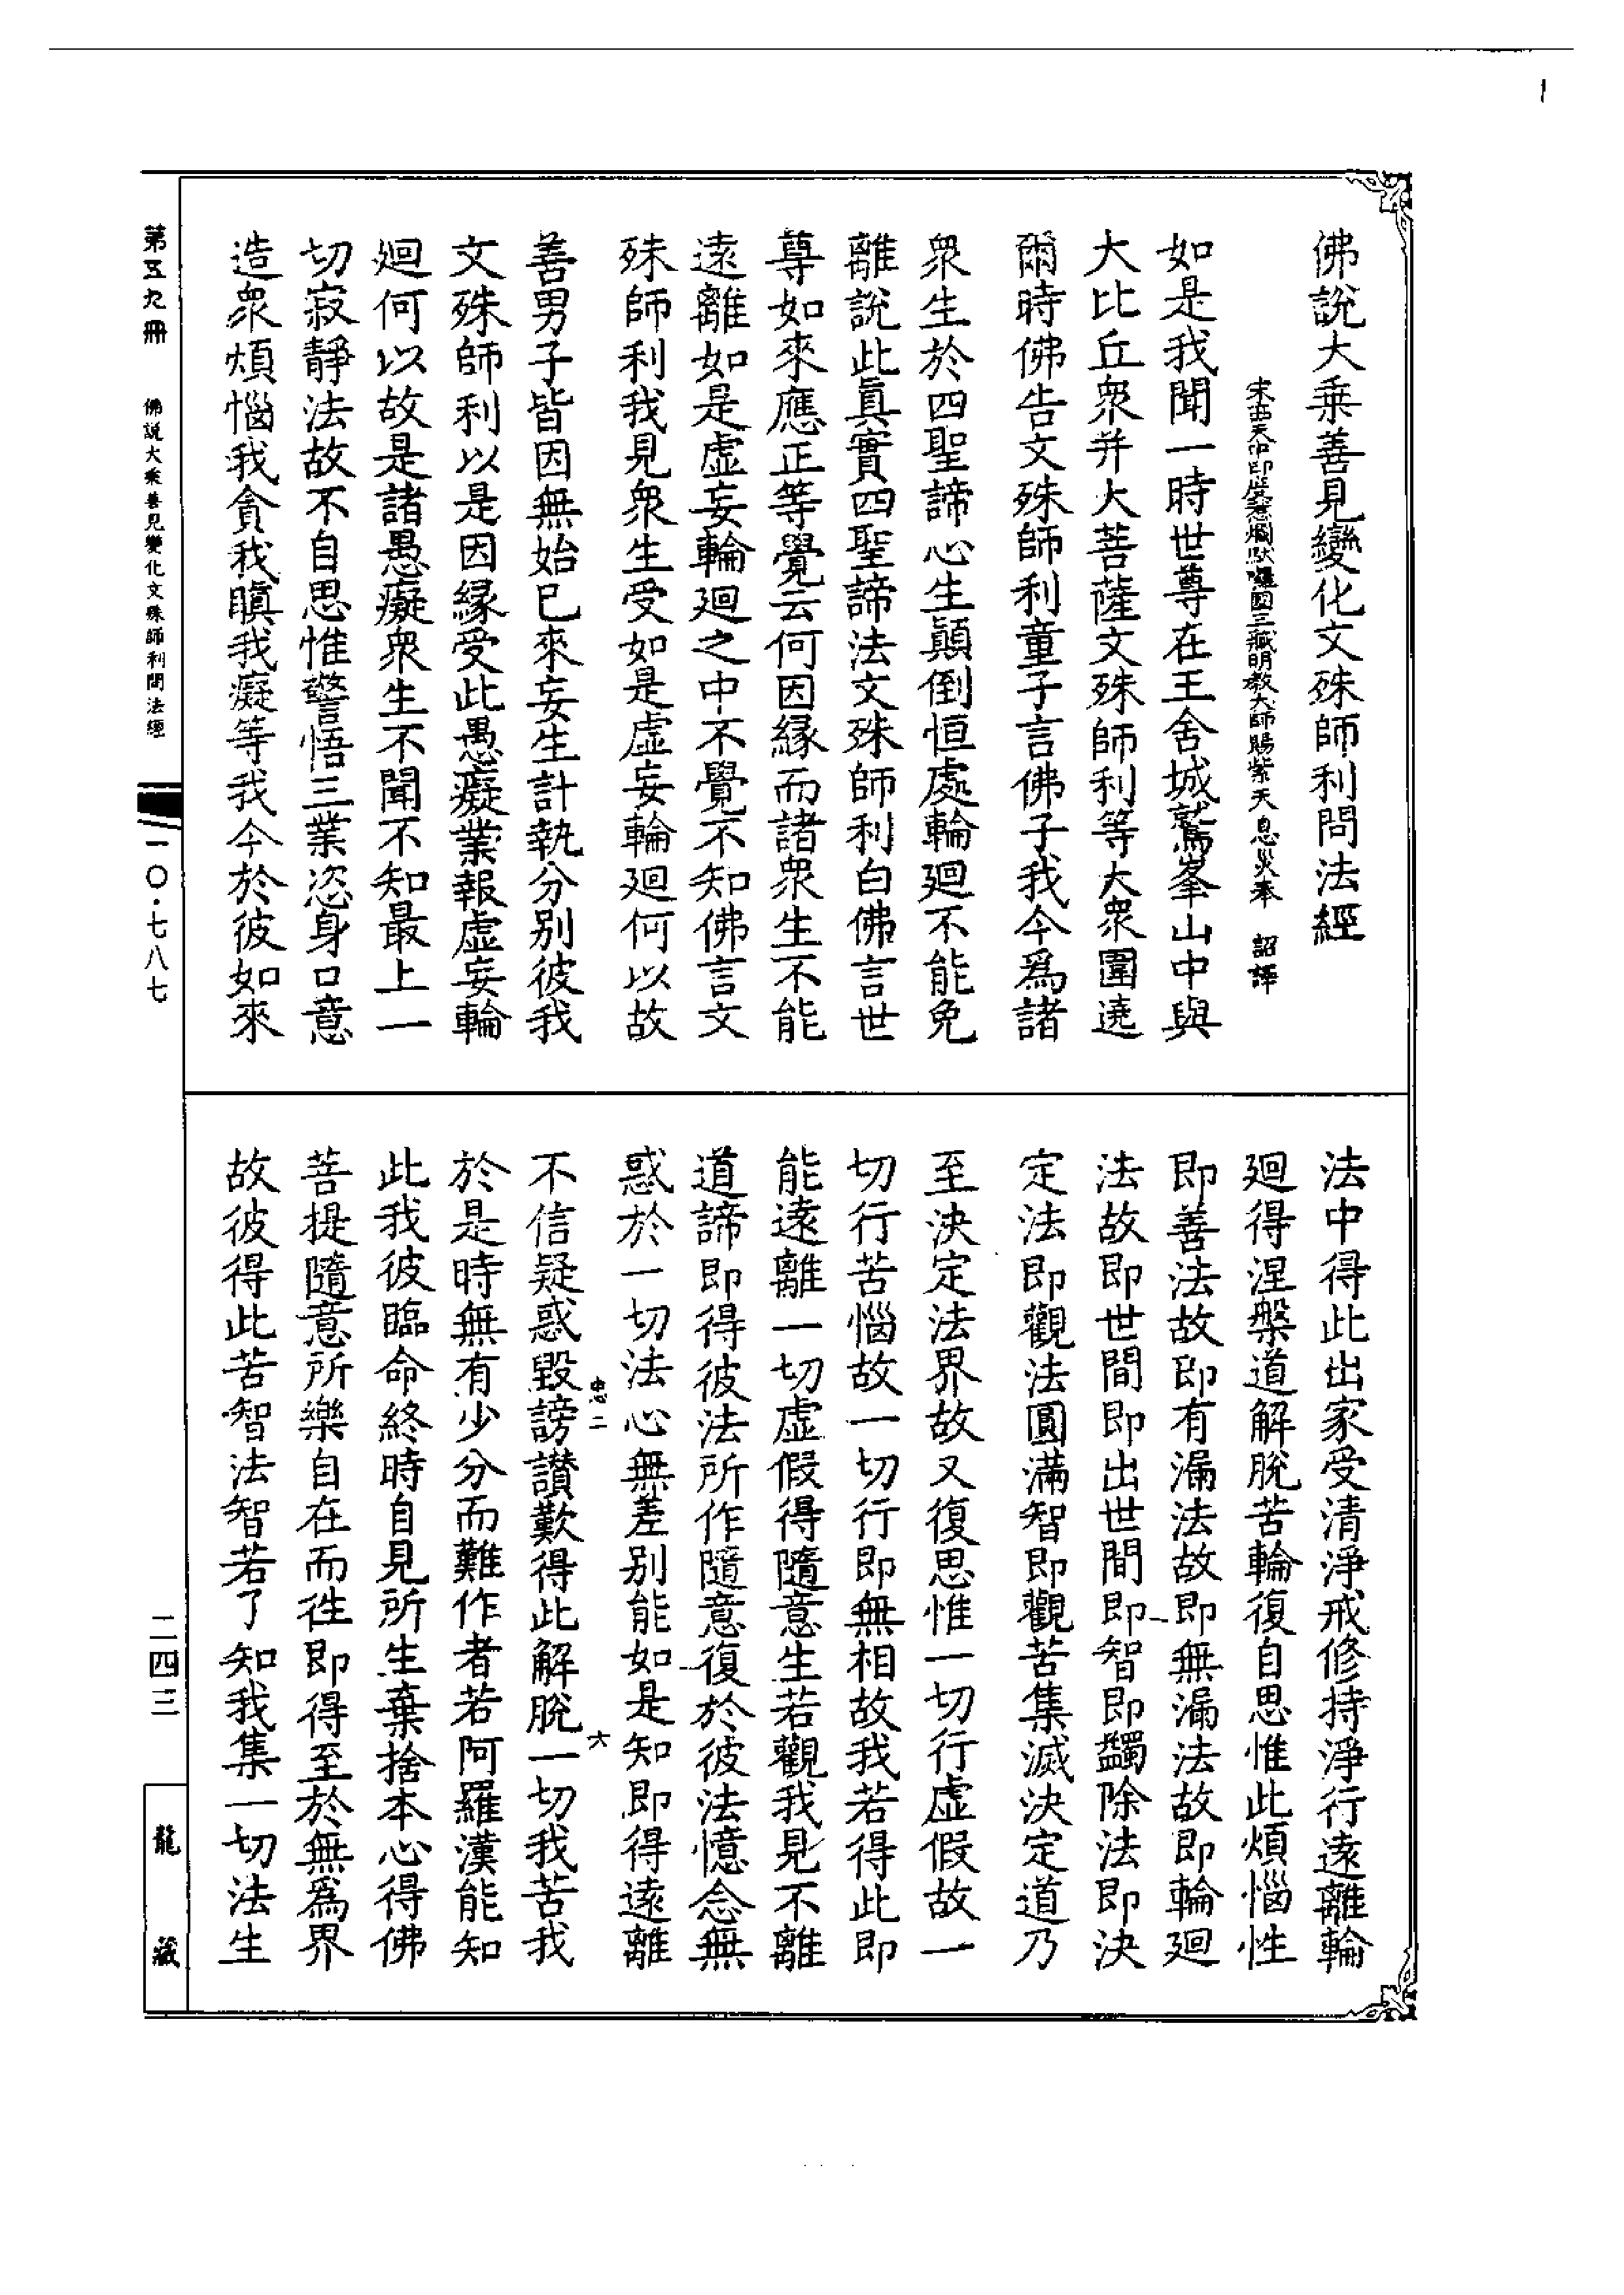 佛說大乘善見變化文殊師利問法經
宋西天中印度惹爛馱囉國三藏明教大師賜紫天息災奉 詔譯
如是我聞一時世尊在王舍城鷲峯山中與
大比丘衆并大菩薩文殊師利等大衆圍遶
爾時佛告文殊師利童子言佛子我今爲諸
衆生於四聖諦心生顛倒恒處輪廻不能免
離說此眞實四聖諦法文殊師利白佛言世
尊如來應正等覺云何因緣而諸衆生不能
遠離如是虛妄輪廻之中不覺不知佛言文
殊師利我見衆生受如是虛妄輪廻何以故
善男子皆因無始已來妄生計執分別彼我
文殊師利以是因緣受此愚癡業報虛妄輪
廻何以故是諸愚癡衆生不聞不知最上一
切寂靜法故不自思惟警悟三業恣身口意
造衆煩惱我貪我瞋我癡等我今於彼如來
法中得此出家受清淨戒修持淨行遠離輪
廻得涅槃道解脫苦輪復自思惟此煩惱性
即善法故即有漏法故即無漏法故即輪廻
法故即世間即出世間即智即蠲除法即決
定法即觀法圓滿智即觀苦集滅決定道乃
至決定法界故又復思惟一切行虛假故一
切行苦惱故一切行即無相故我若得此即
能遠離一切虛假得隨意生若觀我見不離
道諦即得彼法所作隨意復於彼法憶念無
惑於一切法心無差別能如是知即得遠離
不信疑惑毀謗讚歎得此解脫一切我苦我
忠二 六
於是時無有少分而難作者若阿羅漢能知
此我彼臨命終時自見所生棄捨本心得佛
菩提隨意所樂自在而往即得至於無爲界
故彼得此苦智法智若了知我集一切法生
第五九冊 佛說大乘善見變化文殊師利問法經
一〇·七八七
二四三
龍藏